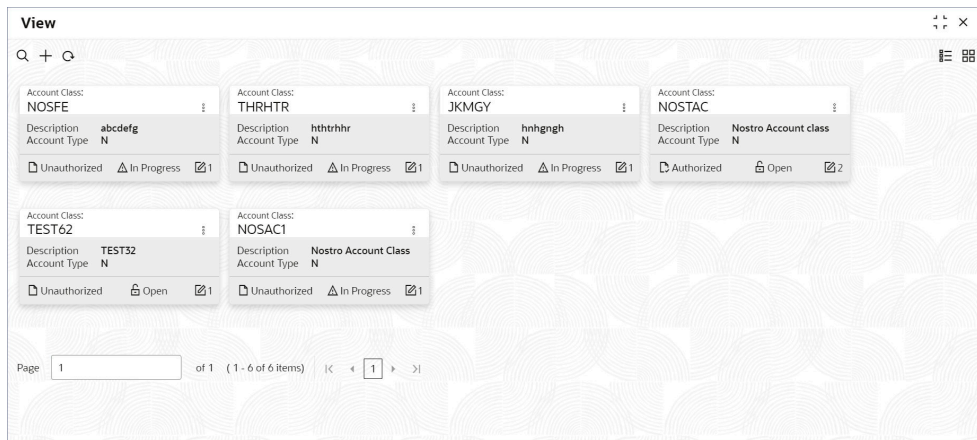 View
Account Class: Account Class: Account Class: Account Class:
NOSFE THRHTR JKMGY NOSTAC
Description abcdefg Description hthtrhhr Description hnhgngh Description Nostro Account class
Account Type N Account Type N Account Type N Account Type N
Unauthorized In Progress 1 Unauthorized In Progress 1 Unauthorized In Progress 1 Authorized Open 2
Account Class: Account Class:
TEST62 NOSAC1
Description TEST32 Description Nostro Account Class
Account Type N Account Type N
Unauthorized Open 1 Unauthorized In Progress 1
Page 1 of 1 ( 1 - 6 of 6 items) 1